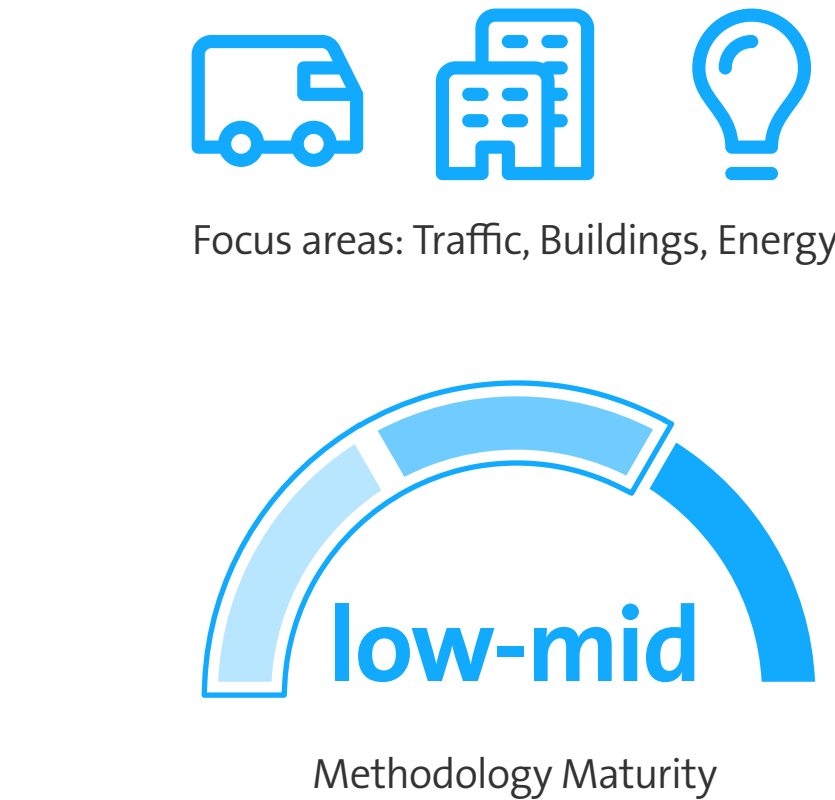 Focus areas: Traffic, Buildings, Energy
low-mid
Methodology Maturity